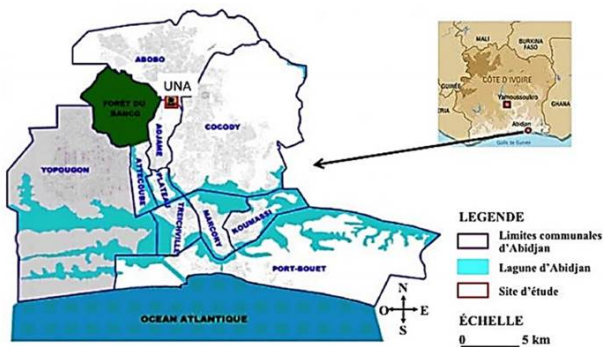 ABOBO
UNA
FORÊT DU
BANCO
ADJAME
COCODY
YOPOUGON
ATTECOUBE
PLATEAU
TREICHVILLE
MARCORY
KOUMASSI
PORT-BOUET
OCEAN ATLANTIQUE
N
O E
S
MALI
BURKINA
FASO
GUINÉE
CÔTE D'IVOIRE
Yamoussoukro
GHANA
ERIA
Abidjan
Golfe de Guinée
LEGENDE
Limites communales
d'Abidjan
Lagune d'Abidjan
Site d'étude
ÉCHELLE
0 5 km